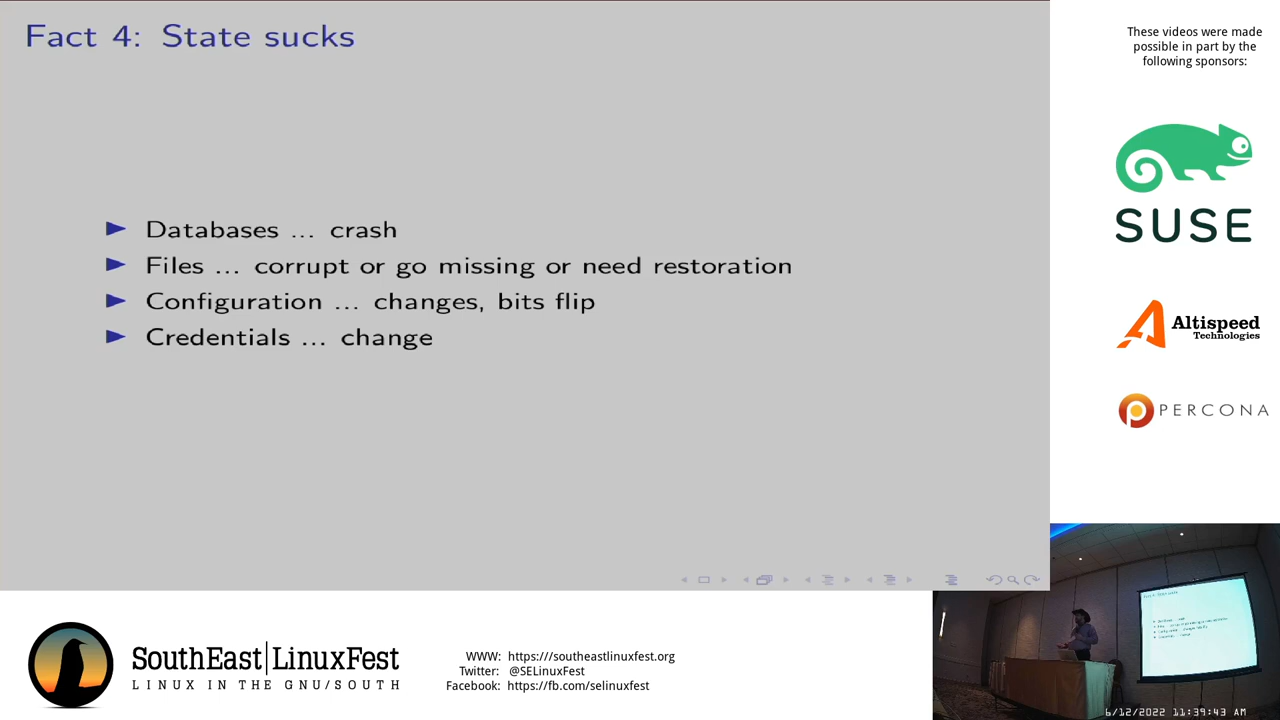 Fact 4: State sucks
Databases ... crash
Files ... corrupt or go missing or need restoration
Configuration ... changes, bits flip
Credentials ... change
These videos were made
possible in part by the
following sponsors:
SUSE
Altispeed
Technologies
PERCONA
SouthEast LinuxFest
LINUX IN THE GNU/SOUTH
WWW: https://southeastlinuxfest.org
Twitter: @SELinuxFest
Facebook: https://fb.com/selinuxfest
6/12/2022 11:39:43 AM